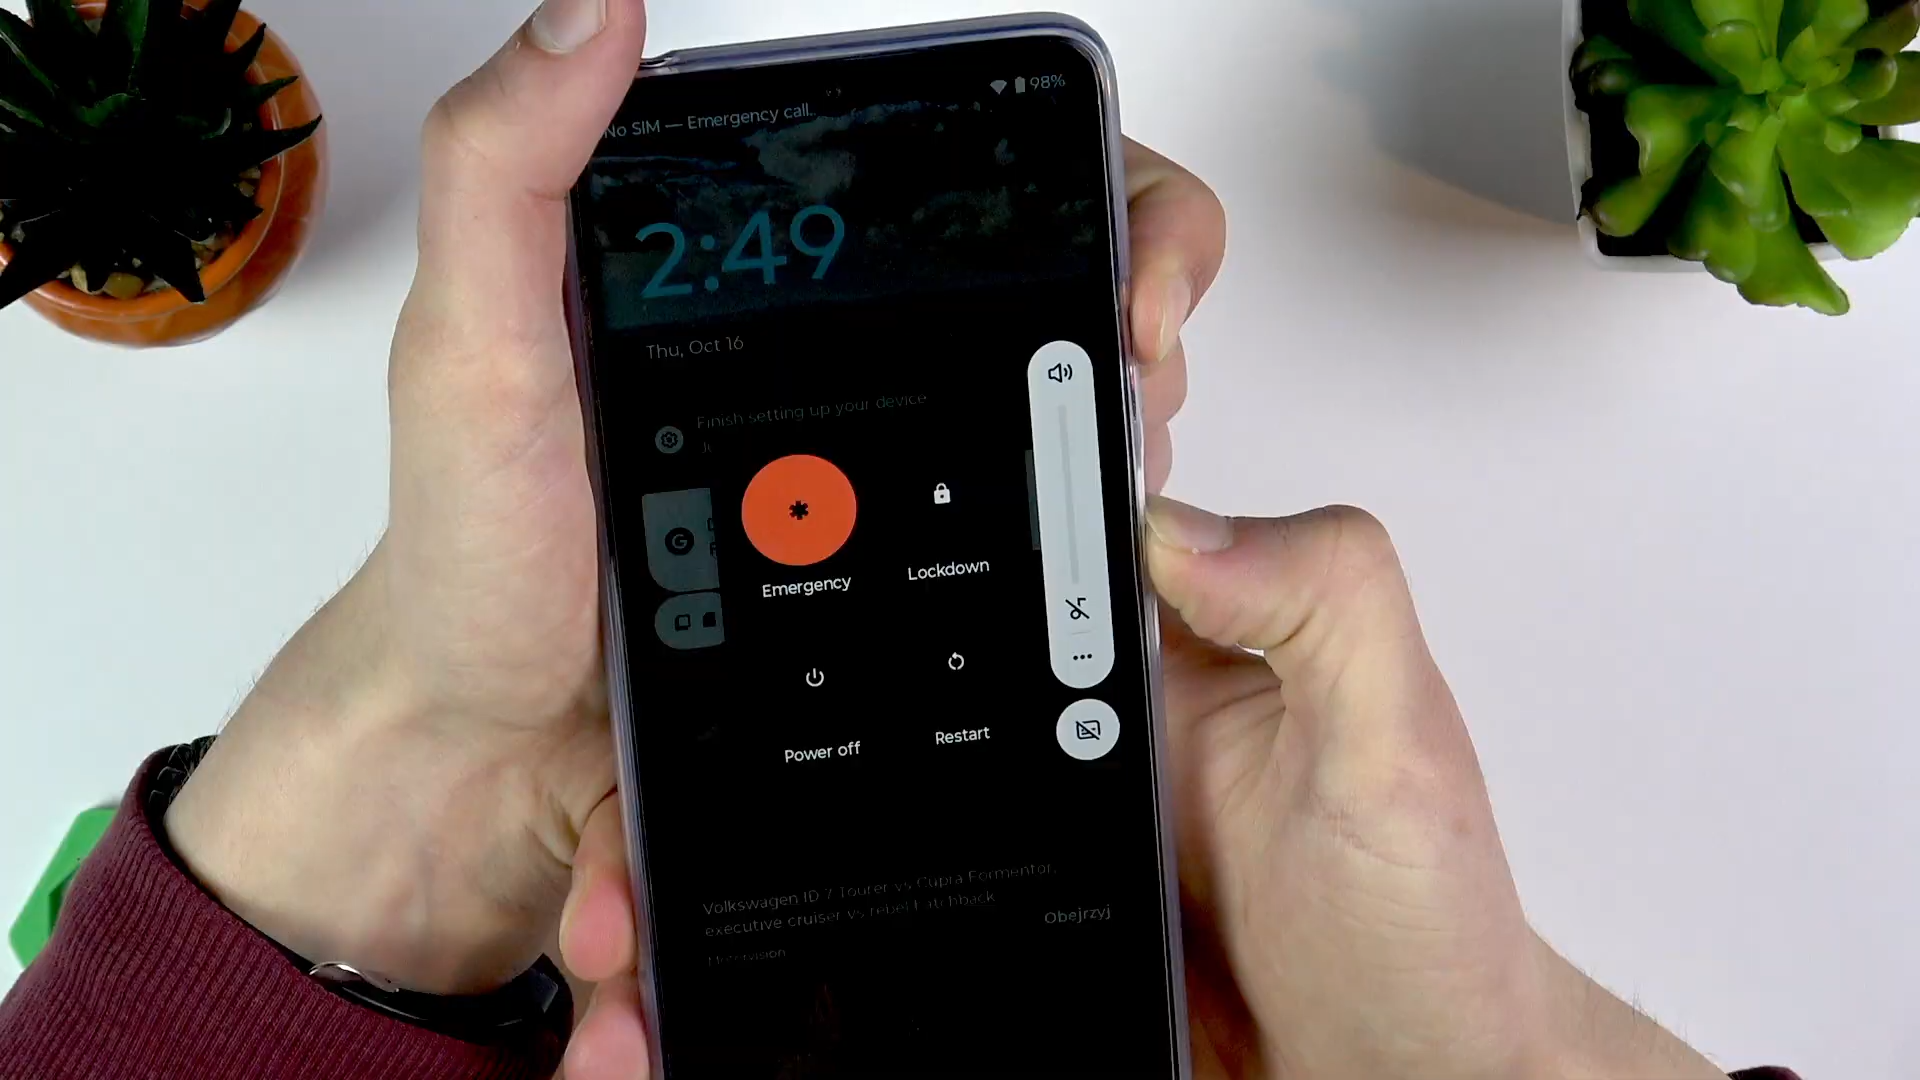 No SIM — Emergency call..
98%
2:49
Thu, Oct 16
Finish setting up your device
G
Emergency
Lockdown
Power off
Restart
Volkswagen ID 7 Tourer vs Cupra Formentor,
executive cruiser vs rebel hatchback
Obejrzyj